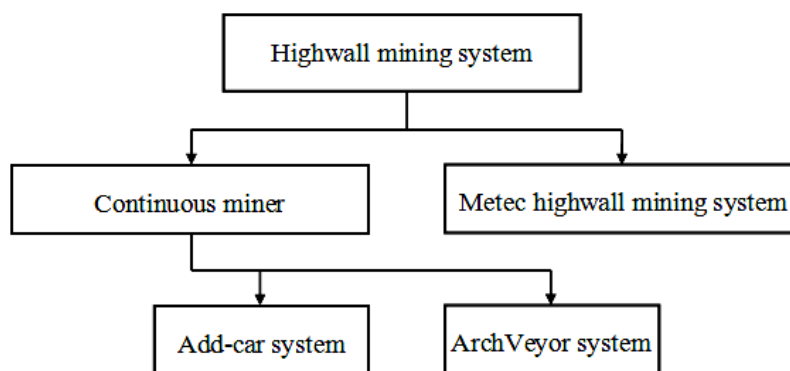 Highwall mining system
Continuous miner
Metec highwall mining system
Add-car system
ArchVeyor system